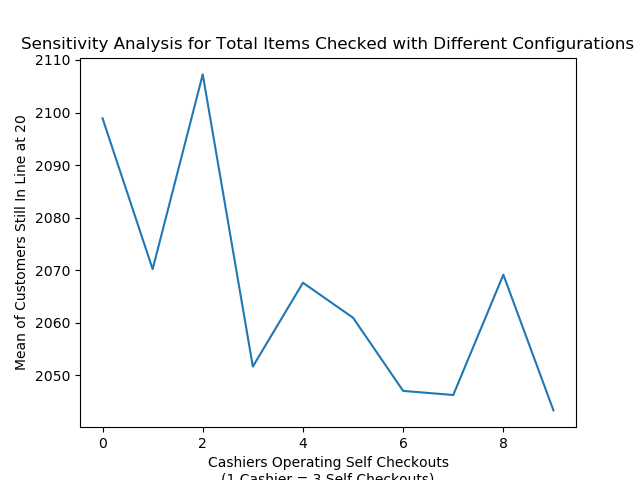 Sensitivity Analysis for Total Items Checked with Different Configurations
2110
2100
2090
2080
2070
2060
2050
Mean of Customers Still In Line at 20
0 2 4 6 8
Cashiers Operating Self Checkouts
(1 Cashier = 3 Self Checkouts)